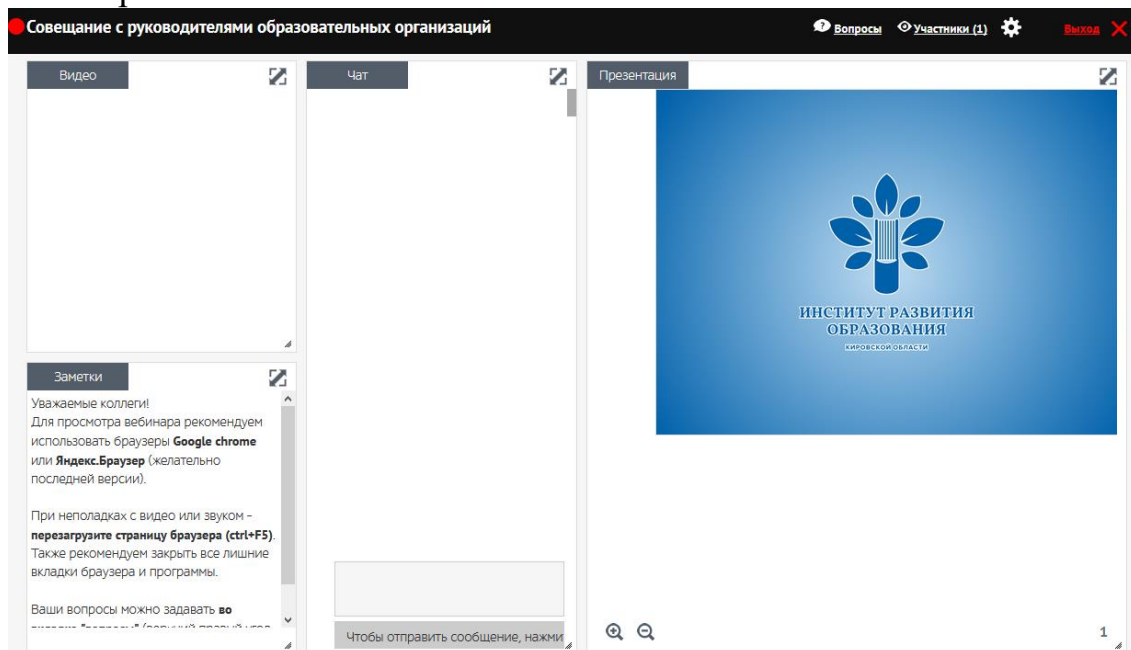 Совещание с руководителями образовательных организаций
Вопросы
Участники (1)
Выход
Видео
Чат
Презентация
ИНСТИТУТ РАЗВИТИЯ
ОБРАЗОВАНИЯ
КИРОВСКОЙ ОБЛАСТИ
Заметки
Уважаемые коллеги!
Для просмотра вебинара рекомендуем
использовать браузеры Google chrome
или Яндекс.Браузер (желательно
последней версии).
При неполадках с видео или звуком –
перезагрузите страницу браузера (ctrl+F5).
Также рекомендуем закрыть все лишние
вкладки браузера и программы.
Ваши вопросы можно задавать во
Чтобы отправить сообщение, нажми
1